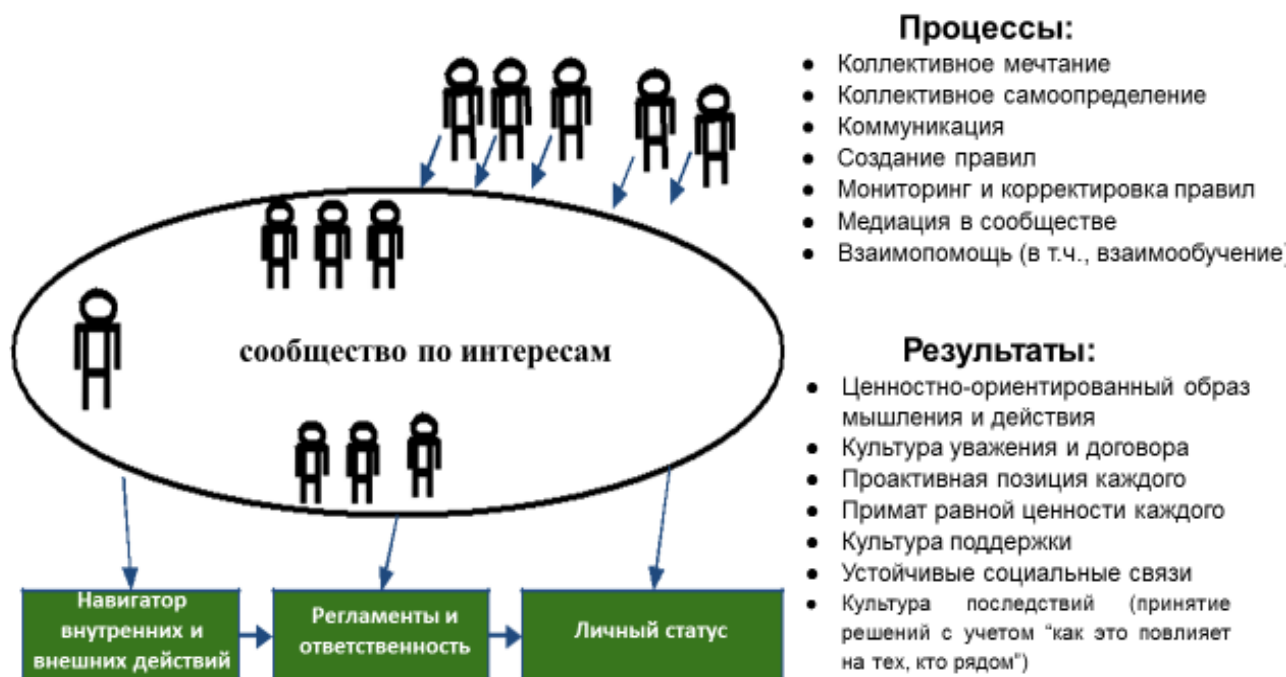 Процессы:
● Коллективное мечтание
● Коллективное самоопределение
● Коммуникация
● Создание правил
● Мониторинг и корректировка правил
● Медиация в сообществе
● Взаимопомощь (в т.ч., взаимообучение)
сообщество по интересам
Результаты:
● Ценностно-ориентированный образ
мышления и действия
● Культура уважения и договора
● Проактивная позиция каждого
● Примат равной ценности каждого
● Культура поддержки
● Устойчивые социальные связи
● Культура последствий (принятие
решений с учетом “как это повлияет
на тех, кто рядом”)
Навигатор
внутренних и
внешних действий
Регламенты и
ответственность
Личный статус